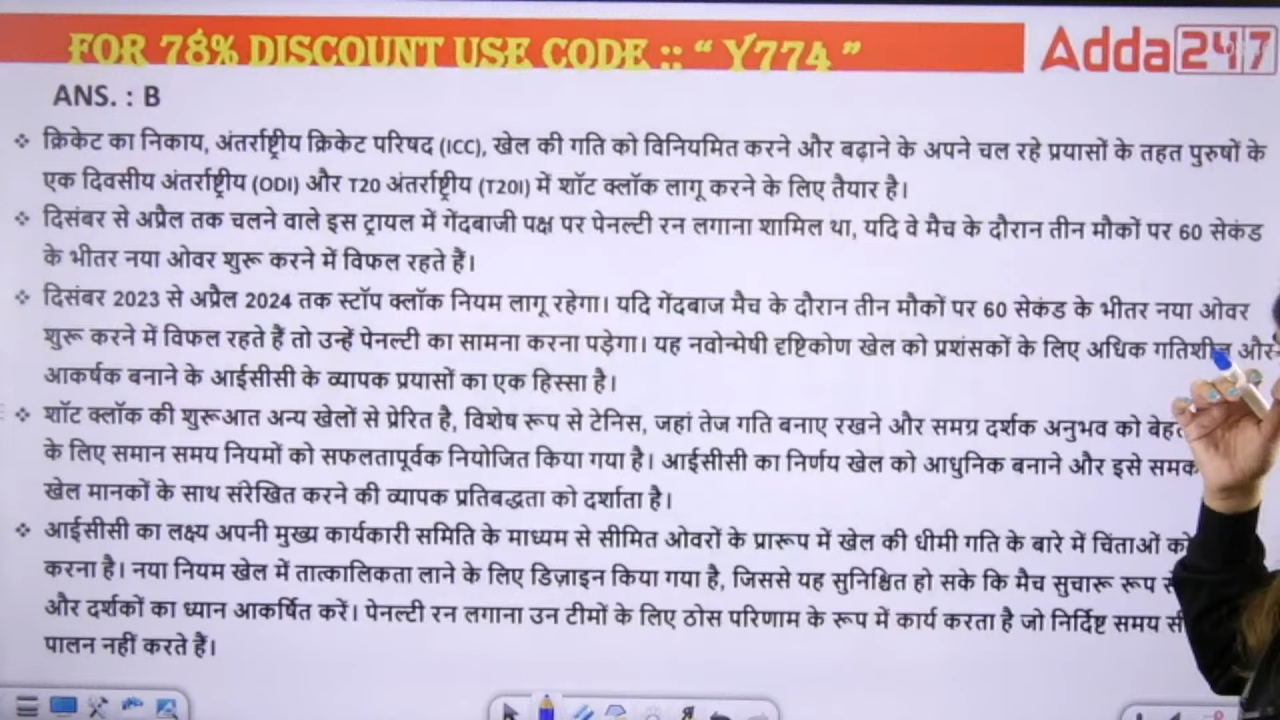 FOR 78% DISCOUNT USE CODE :: “ Y774 ”
Adda 247
ANS. : B
❖ क्रिकेट का निकाय, अंतर्राष्ट्रीय क्रिकेट परिषद (ICC), खेल की गति को विनियमित करने और बढ़ाने के अपने चल रहे प्रयासों के तहत पुरुषों के
एक दिवसीय अंतर्राष्ट्रीय (ODI) और T20 अंतर्राष्ट्रीय (T20I) में शॉट क्लॉक लागू करने के लिए तैयार है।
❖ दिसंबर से अप्रैल तक चलने वाले इस ट्रायल में गेंदबाजी पक्ष पर पेनल्टी रन लगाना शामिल था, यदि वे मैच के दौरान तीन मौकों पर 60 सेकंड
के भीतर नया ओवर शुरू करने में विफल रहते हैं।
❖ दिसंबर 2023 से अप्रैल 2024 तक स्टॉप क्लॉक नियम लागू रहेगा। यदि गेंदबाज मैच के दौरान तीन मौकों पर 60 सेकंड के भीतर नया ओवर
शुरू करने में विफल रहते हैं तो उन्हें पेनल्टी का सामना करना पड़ेगा। यह नवोन्मेषी दृष्टिकोण खेल को प्रशंसकों के लिए अधिक गतिशील और
आकर्षक बनाने के आईसीसी के व्यापक प्रयासों का एक हिस्सा है।
❖ शॉट क्लॉक की शुरूआत अन्य खेलों से प्रेरित है, विशेष रूप से टेनिस, जहां तेज गति बनाए रखने और समग्र दर्शक अनुभव को
के लिए समान समय नियमों को सफलतापूर्वक नियोजित किया गया है। आईसीसी का निर्णय खेल को आधुनिक बनाने और इसे
खेल मानकों के साथ संरेखित करने की व्यापक प्रतिबद्धता को दर्शाता है।
❖ आईसीसी का लक्ष्य अपनी मुख्य कार्यकारी समिति के माध्यम से सीमित ओवरों के प्रारूप में खेल की धीमी गति के बारे में चिंताओं को
करना है। नया नियम खेल में तात्कालिकता लाने के लिए डिज़ाइन किया गया है, जिससे यह सुनिश्चित हो सके कि मैच सुचारू रूप
और दर्शकों का ध्यान आकर्षित करें। पेनल्टी रन लगाना उन टीमों के लिए ठोस परिणाम के रूप में कार्य करता है जो निर्दिष्ट समय
पालन नहीं करते हैं।